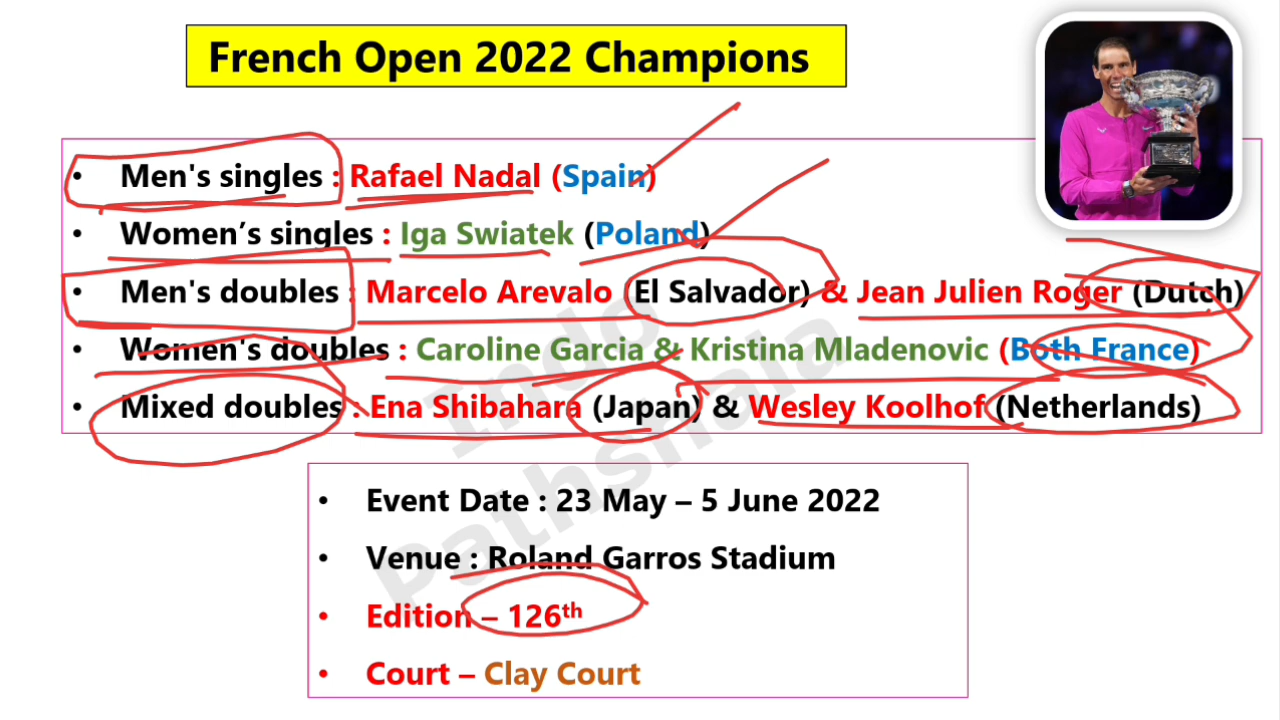 French Open 2022 Champions
• Men's singles : Rafael Nadal (Spain)
• Women’s singles : Iga Swiatek (Poland)
• Men's doubles : Marcelo Arevalo (El Salvador) & Jean Julien Roger (Dutch)
• Women's doubles : Caroline Garcia & Kristina Mladenovic (Both France)
• Mixed doubles : Ena Shibahara (Japan) & Wesley Koolhof (Netherlands)
• Event Date : 23 May – 5 June 2022
• Venue : Roland Garros Stadium
• Edition – 126th
• Court – Clay Court
Indo
Pathshala